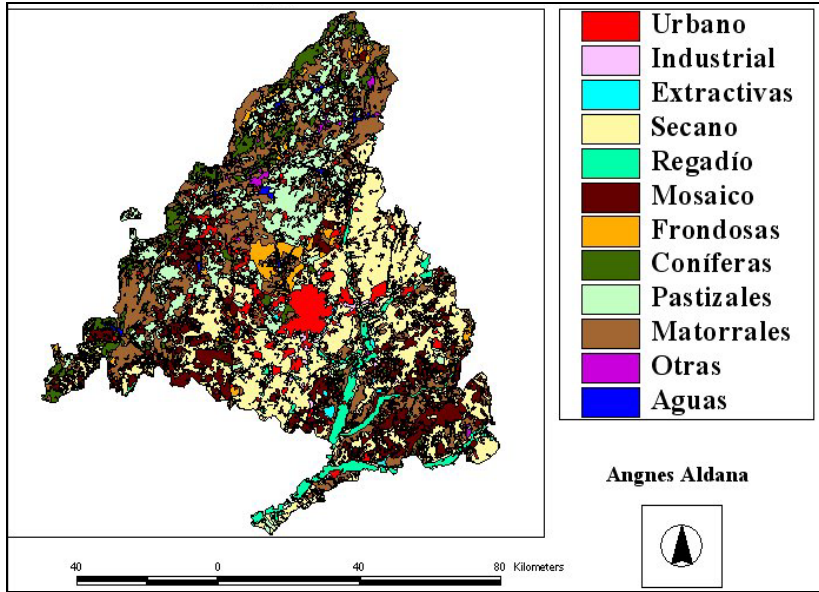 Urbano
Industrial
Extractivas
Secano
Regadío
Mosaico
Frondosas
Coníferas
Pastizales
Matorrales
Otras
Aguas
Angnes Aldana
40 0 40 80 Kilometers